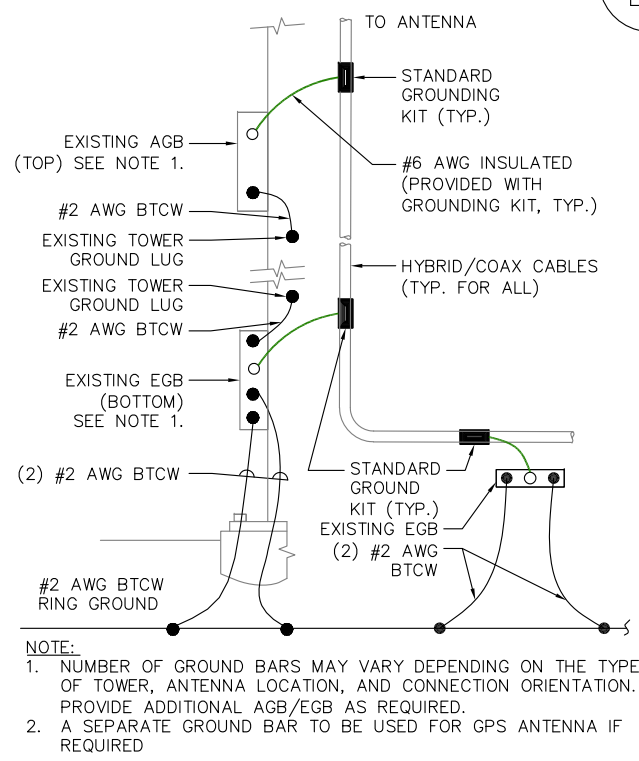 TO ANTENNA
STANDARD
GROUNDING
KIT (TYP.)
EXISTING AGB
(TOP) SEE NOTE 1.
#6 AWG INSULATED
(PROVIDED WITH
GROUNDING KIT, TYP.)
#2 AWG BTCW
EXISTING TOWER
GROUND LUG
HYBRID/COAX CABLES
(TYP. FOR ALL)
EXISTING TOWER
GROUND LUG
#2 AWG BTCW
EXISTING EGB
(BOTTOM)
SEE NOTE 1.
(2) #2 AWG BTCW
STANDARD
GROUND
KIT (TYP.)
EXISTING EGB
(2) #2 AWG
BTCW
#2 AWG BTCW
RING GROUND
NOTE:
1. NUMBER OF GROUND BARS MAY VARY DEPENDING ON THE TYPE
OF TOWER, ANTENNA LOCATION, AND CONNECTION ORIENTATION.
PROVIDE ADDITIONAL AGB/EGB AS REQUIRED.
2. A SEPARATE GROUND BAR TO BE USED FOR GPS ANTENNA IF
REQUIRED